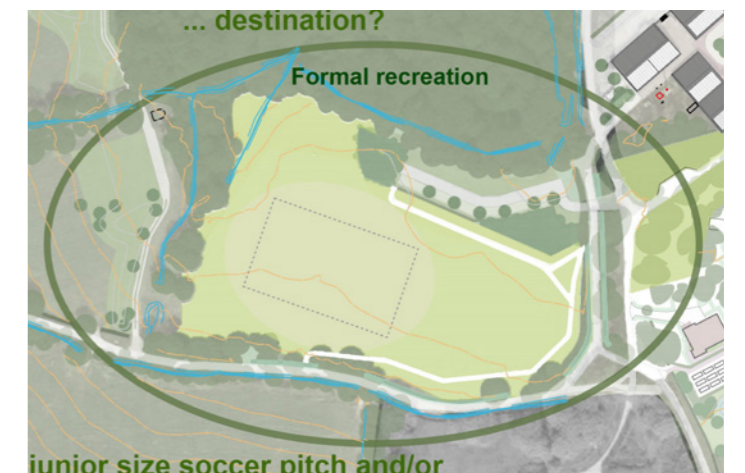 ... destination?
Formal recreation
junior size soccer pitch and/or